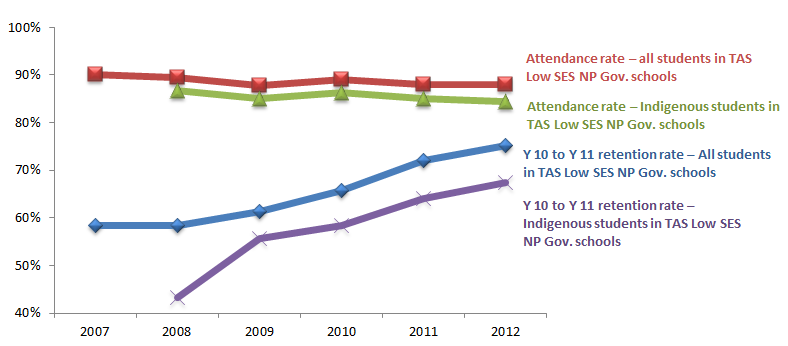 100%
90%
80%
70%
60%
50%
40%
2007 2008 2009 2010 2011 2012
Attendance rate – all students in TAS
Low SES NP Gov. schools
Attendance rate – Indigenous students in
TAS Low SES NP Gov. schools
Y 10 to Y 11 retention rate – All students
in TAS Low SES NP Gov. schools
Y 10 to Y 11 retention rate –
Indigenous students in TAS Low SES
NP Gov. schools